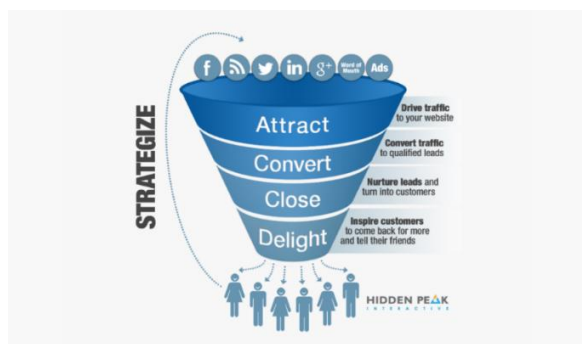 STRATEGIZE
f
in
g+
Word of
Mouth
Ads
Attract
Drive traffic
to your website
Convert
Convert traffic
to qualified leads
Close
Nurture leads and
turn into customers
Delight
Inspire customers
to come back for more
and tell their friends
HIDDEN PEAK
INTERACTIVE